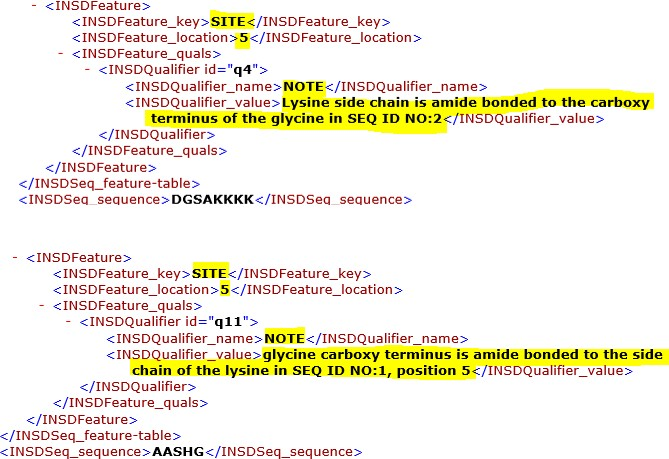 - <INSDFeature>
<INSDFeature_key>SITE</INSDFeature_key>
<INSDFeature_location>5</INSDFeature_location>
- <INSDFeature_quals>
- <INSDQualifier id="q4">
<INSDQualifier_name>NOTE</INSDQualifier_name>
<INSDQualifier_value>Lysine side chain is amide bonded to the carboxy
terminus of the glycine in SEQ ID NO:2</INSDQualifier_value>
</INSDQualifier>
</INSDFeature_quals>
</INSDFeature>
</INSDSeq_feature-table>
<INSDSeq_sequence>DGSAKKKK</INSDSeq_sequence>
- <INSDFeature>
<INSDFeature_key>SITE</INSDFeature_key>
<INSDFeature_location>5</INSDFeature_location>
- <INSDFeature_quals>
- <INSDQualifier id="q11">
<INSDQualifier_name>NOTE</INSDQualifier_name>
<INSDQualifier_value>glycine carboxy terminus is amide bonded to the side
chain of the lysine in SEQ ID NO:1, position 5</INSDQualifier_value>
</INSDQualifier>
</INSDFeature_quals>
</INSDFeature>
</INSDSeq_feature-table>
<INSDSeq_sequence>AASHG</INSDSeq_sequence>